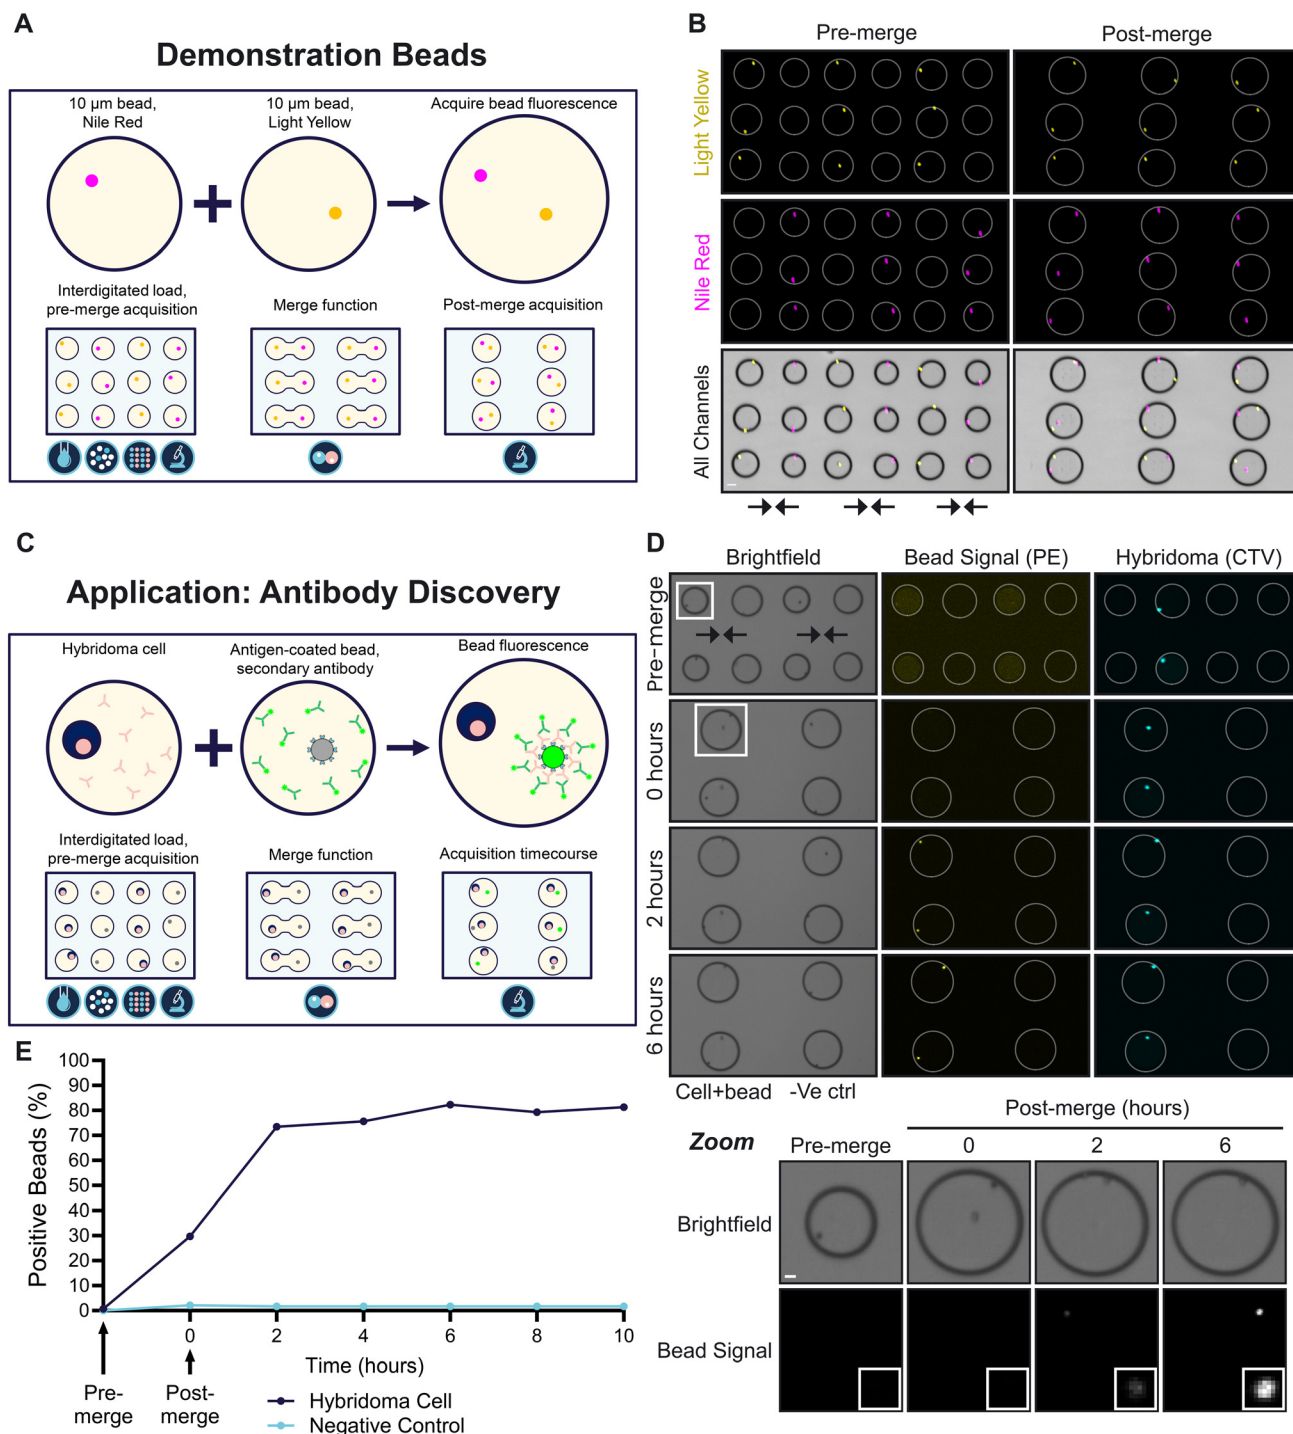 A
Demonstration Beads
10 µm bead,
Nile Red
10 µm bead,
Light Yellow
Acquire bead fluorescence
Interdigitated load,
pre-merge acquisition
Merge function
Post-merge acquisition
B
Pre-merge
Post-merge
Light Yellow
Nile Red
All Channels
C
Application: Antibody Discovery
Hybridoma cell
Antigen-coated bead,
secondary antibody
Bead fluorescence
Interdigitated load,
pre-merge acquisition
Merge function
Acquisition timecourse
D
Brightfield
Bead Signal (PE)
Hybridoma (CTV)
Pre-merge
0 hours
2 hours
6 hours
Cell+bead
-Ve ctrl
Zoom
Pre-merge
Post-merge (hours)
0
2
6
Brightfield
Bead Signal
E
Positive Beads (%)
100
90
80
70
60
50
40
30
20
10
0
0
2
4
6
8
10
Time (hours)
Pre-
merge
Post-
merge
Hybridoma Cell
Negative Control